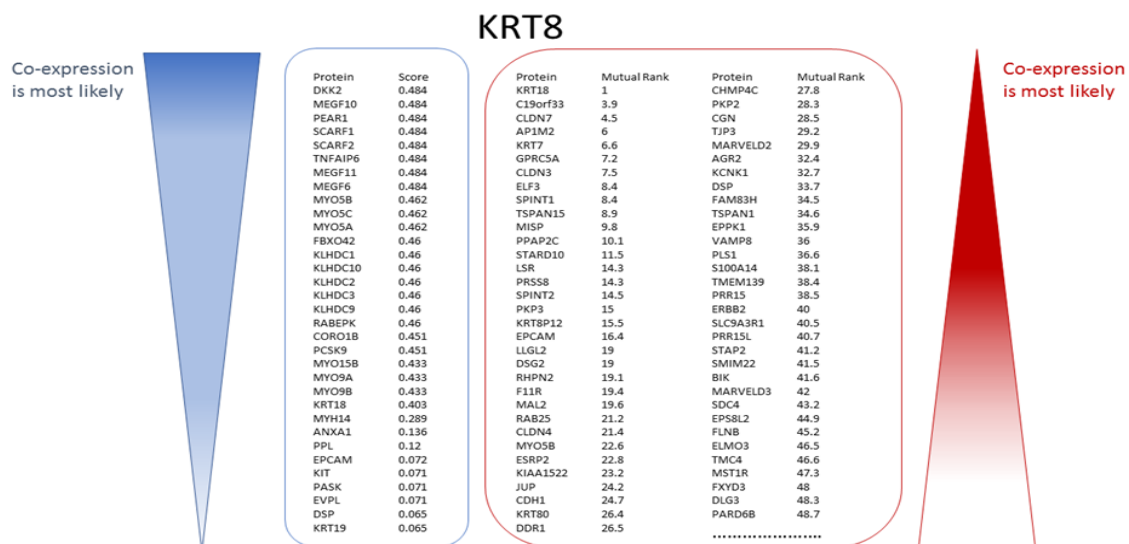 KRT8
Co-expression
is most likely
Protein Score
DKK2 0.484
MEGF10 0.484
PEAR1 0.484
SCARF1 0.484
SCARF2 0.484
TNFAIP6 0.484
MEGF11 0.484
MEGF6 0.484
MYO5B 0.462
MYO5C 0.462
MYO5A 0.462
FBXO42 0.46
KLHDC1 0.46
KLHDC10 0.46
KLHDC2 0.46
KLHDC3 0.46
KLHDC9 0.46
RABEPK 0.46
CORO1B 0.451
PCSK9 0.451
MYO15B 0.433
MYO9A 0.433
MYO9B 0.433
KRT18 0.403
MYH14 0.289
ANXA1 0.136
PPL 0.12
EPCAM 0.072
KIT 0.071
PASK 0.071
EVPL 0.071
DSP 0.065
KRT19 0.065
Protein Mutual Rank
KRT18 1
C19orf33 3.9
CLDN7 4.5
AP1M2 6
KRT7 6.6
GPRC5A 7.2
CLDN3 7.5
ELF3 8.4
SPINT1 8.4
TSPAN15 8.9
MISP 9.8
PPAP2C 10.1
STARD10 11.5
LSR 14.3
PRSS8 14.3
SPINT2 14.5
PKP3 15
KRT8P12 15.5
EPCAM 16.4
LLGL2 19
DSG2 19
RHPN2 19.1
F11R 19.4
MAL2 19.6
RAB25 21.2
CLDN4 21.4
MYO5B 22.6
ESRP2 22.8
KIAA1522 23.2
JUP 24.2
CDH1 24.7
KRT80 26.4
DDR1 26.5
Protein Mutual Rank
CHMP4C 27.8
PKP2 28.3
CGN 28.5
TJP3 29.2
MARVELD2 29.9
AGR2 32.4
KCNK1 32.7
DSP 33.7
FAM83H 34.5
TSPAN1 34.6
EPPK1 35.9
VAMP8 36
PLS1 36.6
S100A14 38.1
TMEM139 38.4
PRR15 38.5
ERBB2 40
SLC9A3R1 40.5
PRR15L 40.7
STAP2 41.2
SMIM22 41.5
BIK 41.6
MARVELD3 42
SDC4 43.2
EPS8L2 44.9
FLNB 45.2
ELMO3 46.5
TMC4 46.6
MST1R 47.3
FXYD3 48
DLG3 48.3
PARD6B 48.7
.....................
Co-expression
is most likely